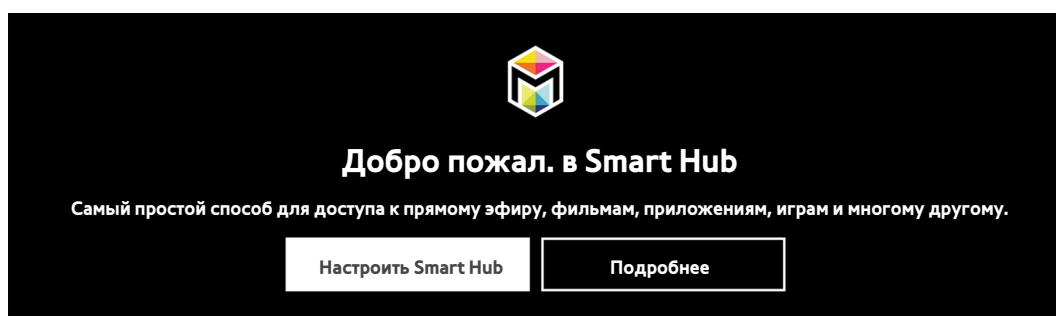 Добро пожал. в Smart Hub
Самый простой способ для доступа к прямому эфиру, фильмам, приложениям, играм и многому другому.
Настроить Smart Hub
Подробнее